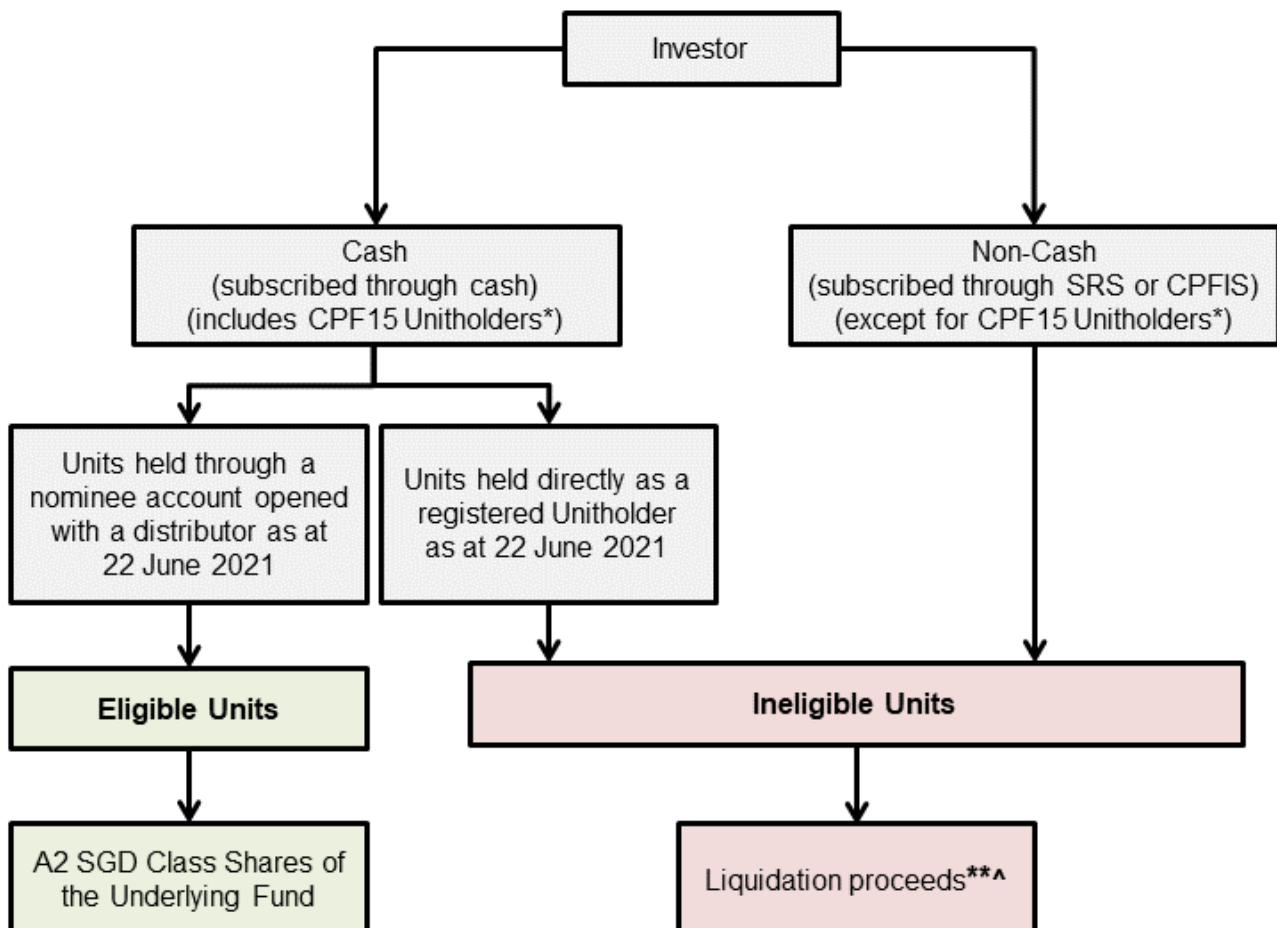 Investor
Cash
(subscribed through cash)
(includes CPF15 Unitholders*)
Non-Cash
(subscribed through SRS or CPFIS)
(except for CPF15 Unitholders*)
Units held through a
nominee account opened
with a distributor as at
22 June 2021
Units held directly as a
registered Unitholder
as at 22 June 2021
Eligible Units
Ineligible Units
A2 SGD Class Shares of
the Underlying Fund
Liquidation proceeds**^